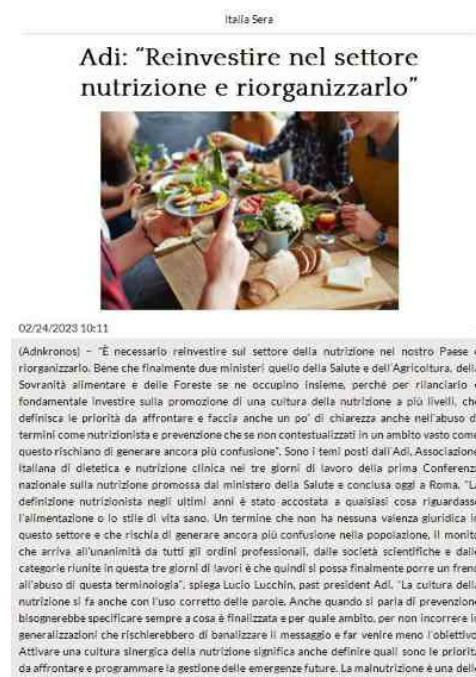 Italia Sera
Adi: “Reinvestire nel settore
nutrizione e riorganizzarlo”
02/24/2023 10:11
(Adnkronos) – “È necessario reinvestire sul settore della nutrizione nel nostro Paese e
riorganizzarlo. Bene che finalmente due ministeri quello della Salute e dell'Agricoltura, della
Sovranità alimentare e delle Foreste se ne occupino insieme, perché per rilanciarlo è
fondamentale investire sulla promozione di una cultura della nutrizione a più livelli, che
definisca le priorità da affrontare e faccia anche un po' di chiarezza anche nell'abuso di
termini come nutrizionista e prevenzione che se non contestualizzati in un ambito vasto come
questo rischiano di generare ancora più confusione”. Sono i temi posti dall'Adi, Associazione
italiana di dietetica e nutrizione clinica nei tre giorni di lavoro della prima Conferenza
nazionale sulla nutrizione promossa dal ministero della Salute e conclusa oggi a Roma. “La
definizione nutrizionista negli ultimi anni è stato accostata a qualsiasi cosa riguardasse
l'alimentazione o lo stile di vita sano. Un termine che non ha nessuna valenza giuridica in
questo settore e che rischia di generare ancora più confusione nella popolazione. Il monito
che arriva all'unanimità da tutti gli ordini professionali, dalle società scientifiche e dalle
categorie riunite in questa tre giorni di lavori è che quindi si possa finalmente porre un freno
all'abuso di questa terminologia”, spiega Lucio Lucchin, past president Adi. “La cultura della
nutrizione si fa anche con l'uso corretto delle parole. Anche quando si parla di prevenzione
bisognerebbe specificare sempre a cosa è finalizzata e per quale ambito, per non incorrere in
generalizzazioni che rischierebbero di banalizzare il messaggio e far venire meno l'obiettivo.
Attivare una cultura sinergica della nutrizione significa anche definire quali sono le priorità
da affrontare e programmare la gestione delle emergenze future. La malnutrizione è una delle